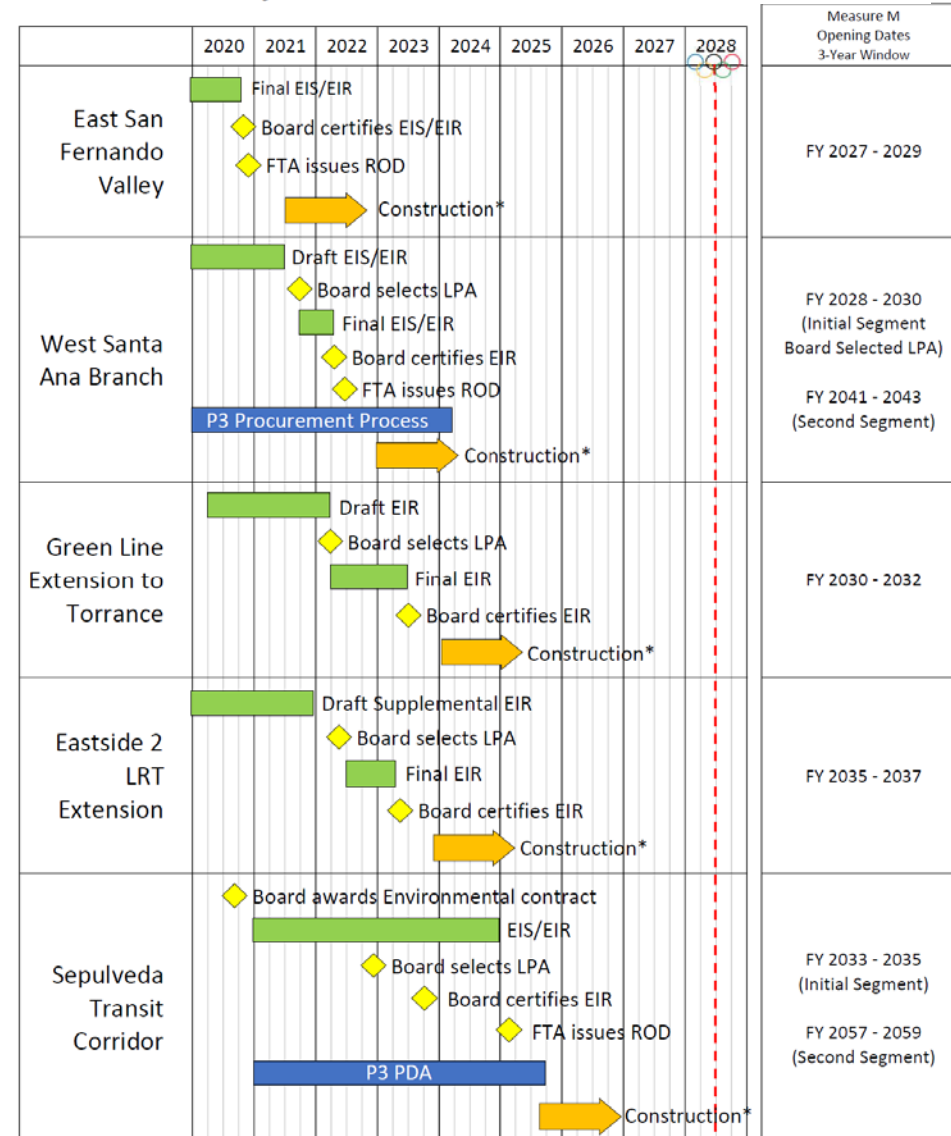 Measure M
Opening Dates
3-Year Window
2020 2021 2022 2023 2024 2025 2026 2027 2028
East San
Fernando
Valley
Final EIS/EIR
Board certifies EIS/EIR
FTA issues ROD
Construction*
FY 2027 - 2029
West Santa
Ana Branch
Draft EIS/EIR
Board selects LPA
Final EIS/EIR
Board certifies EIR
FTA issues ROD
P3 Procurement Process
Construction*
FY 2028 - 2030
(Initial Segment
Board Selected LPA)
FY 2041 - 2043
(Second Segment)
Green Line
Extension to
Torrance
Draft EIR
Board selects LPA
Final EIR
Board certifies EIR
Construction*
FY 2030 - 2032
Eastside 2
LRT
Extension
Draft Supplemental EIR
Board selects LPA
Final EIR
Board certifies EIR
Construction*
FY 2035 - 2037
Sepulveda
Transit
Corridor
Board awards Environmental contract
EIS/EIR
Board selects LPA
Board certifies EIR
FTA issues ROD
P3 PDA
Construction*
FY 2033 - 2035
(Initial Segment)
FY 2057 - 2059
(Second Segment)